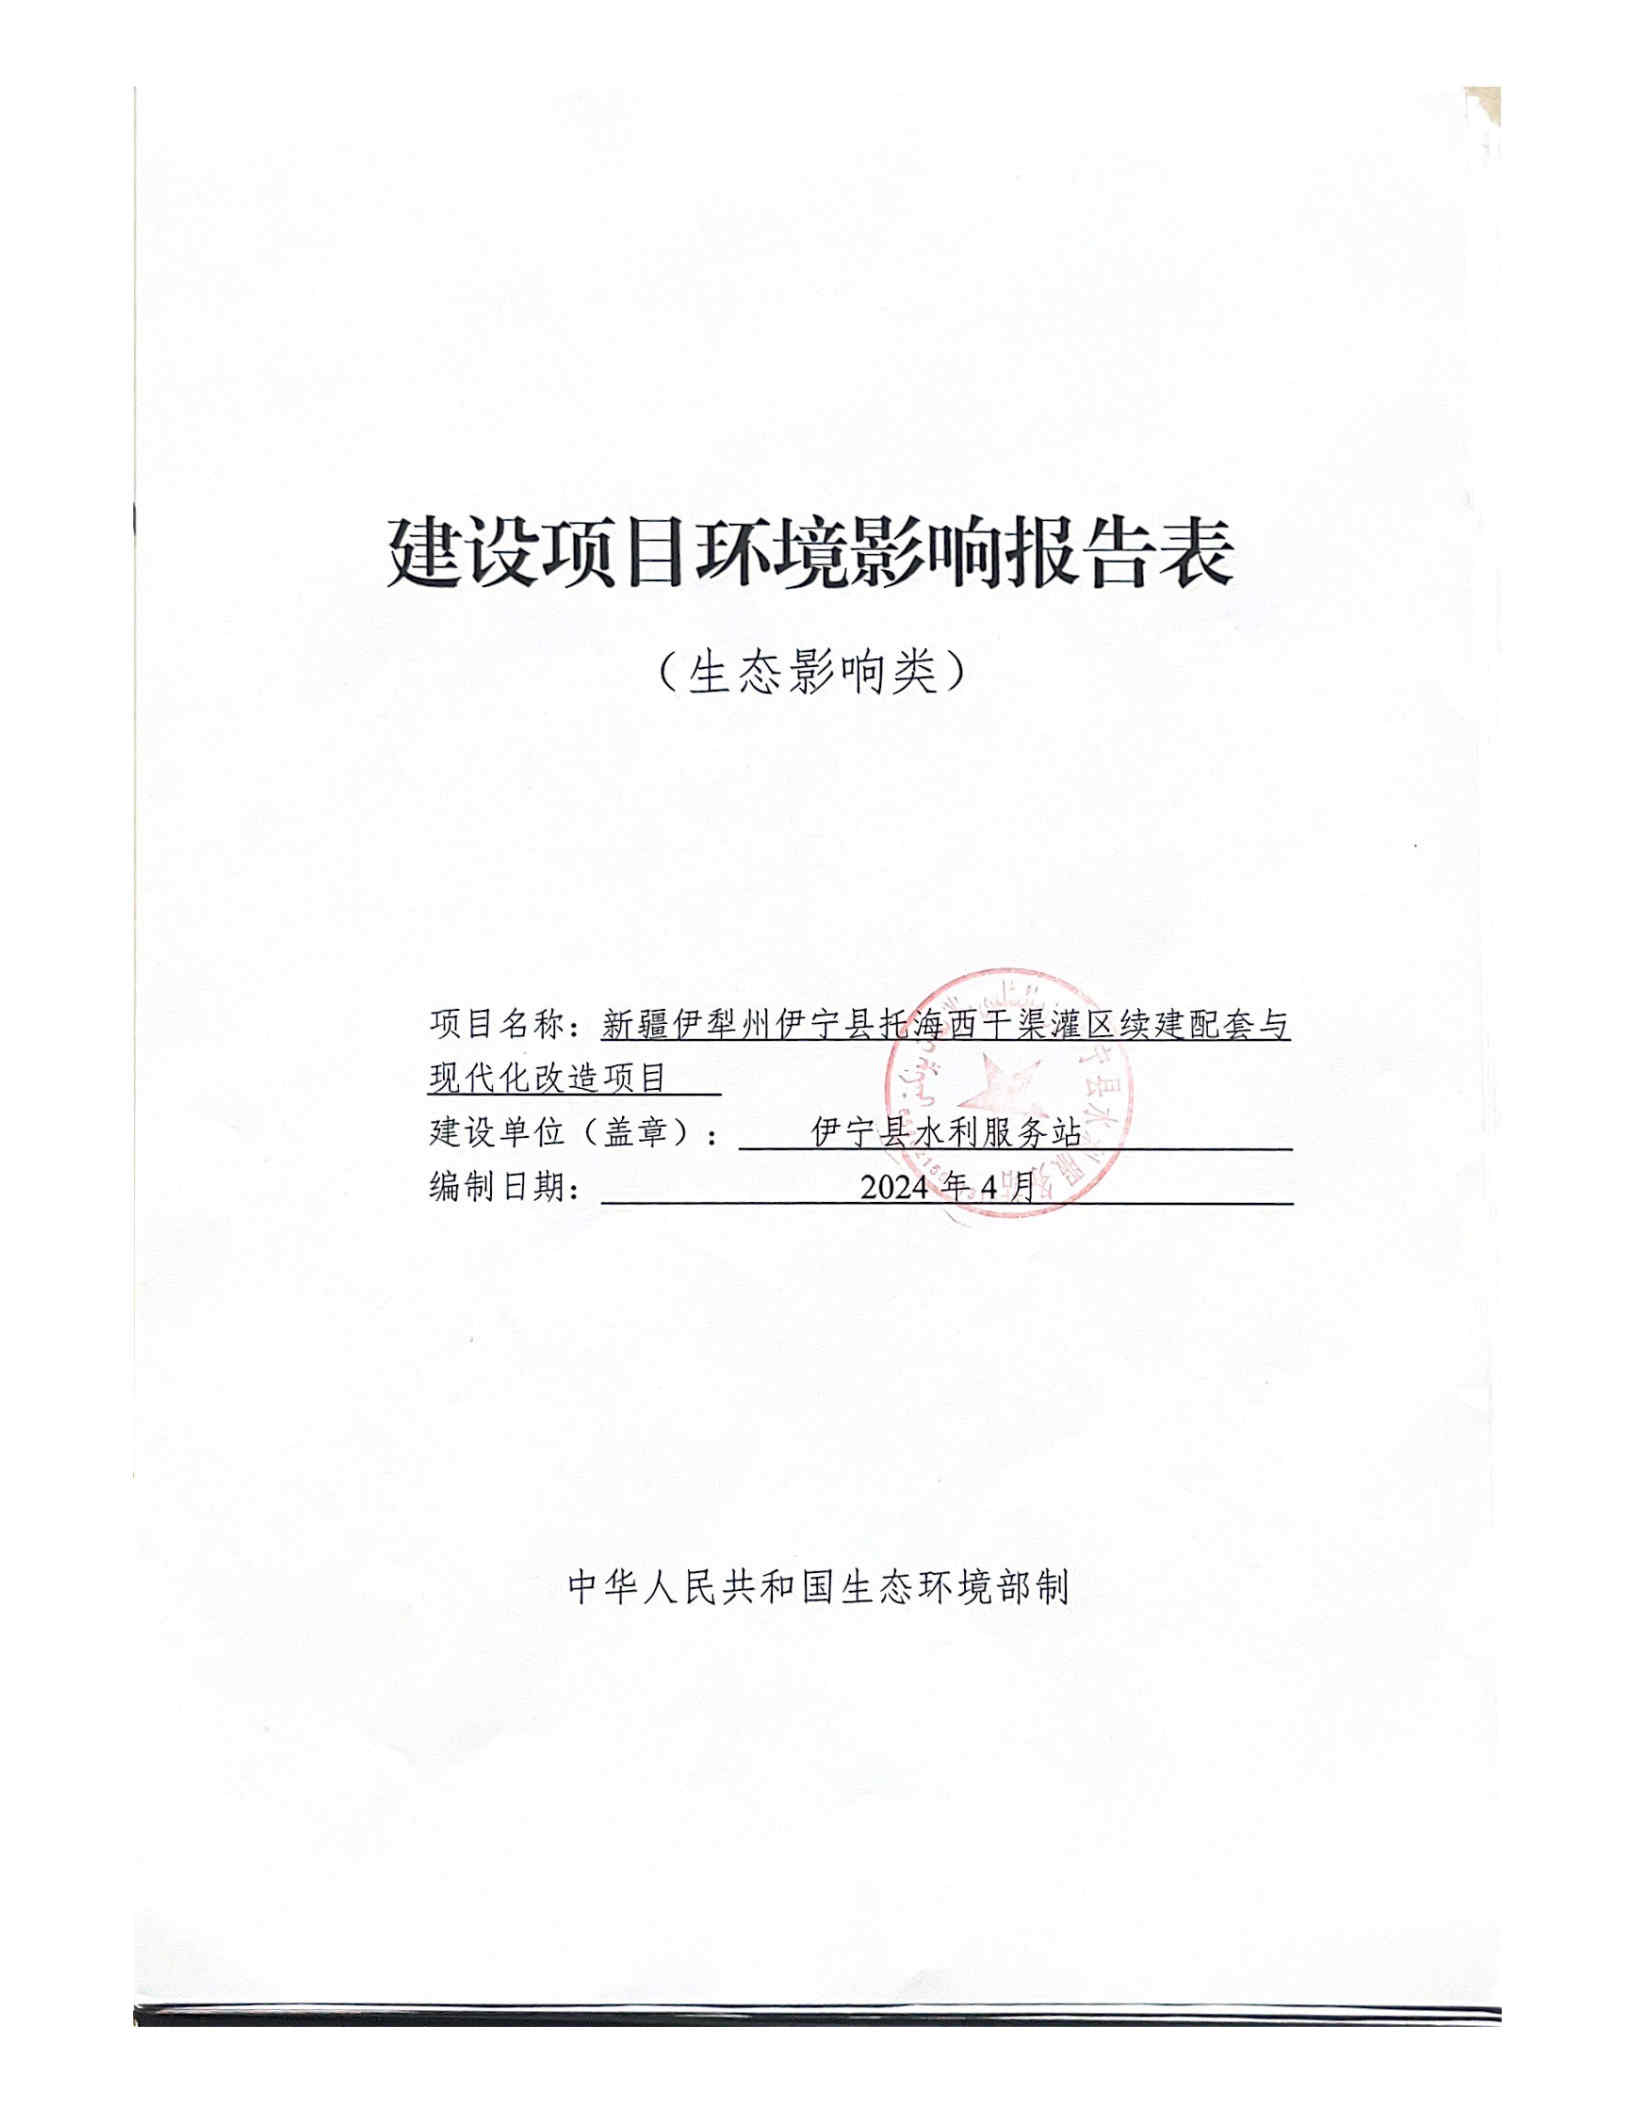 建设项目环境影响报告表
（生态影响类）
项目名称：新疆伊犁州伊宁县托海西干渠灌区续建配套与
现代化改造项目
建设单位（盖章）：伊宁县水利服务站
编制日期：2024 年 4 月
中华人民共和国生态环境部制